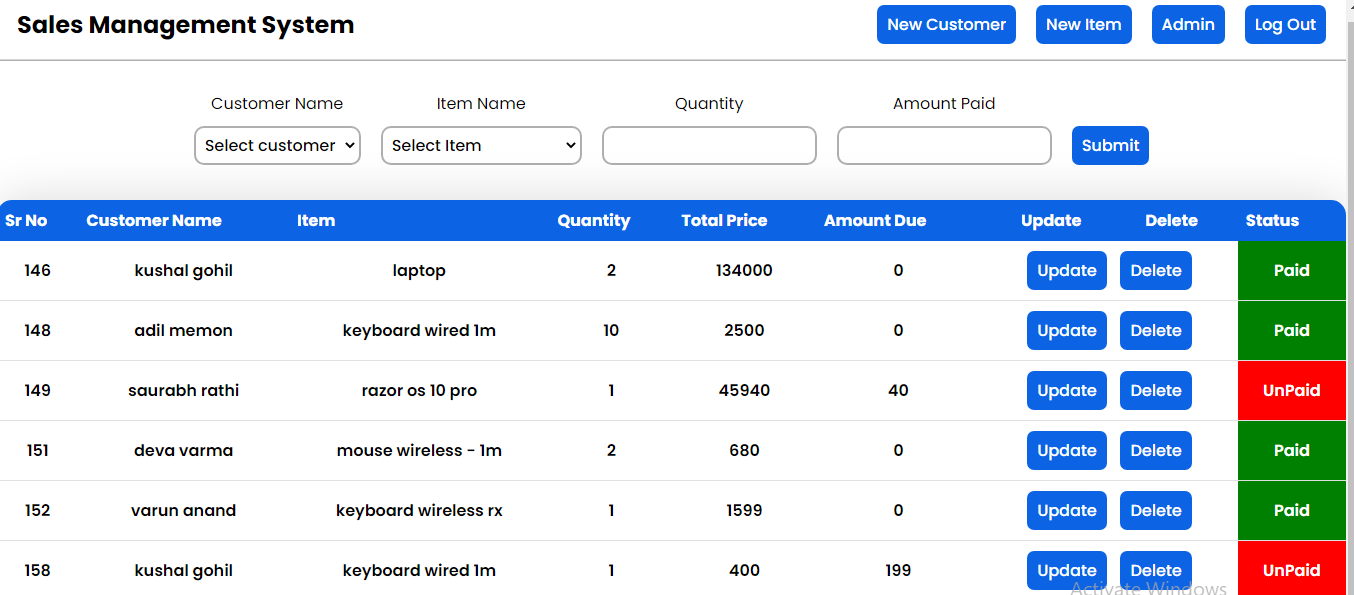 Sales Management System New Customer New Item Admin Log Out
Customer Name Item Name Quantity Amount Paid
Select customer Select Item Submit
Sr No Customer Name Item Quantity Total Price Amount Due Update Delete Status
146 kushal gohil laptop 2 134000 0 Update Delete Paid
148 adil memon keyboard wired 1m 10 2500 0 Update Delete Paid
149 saurabh rathi razor os 10 pro 1 45940 40 Update Delete UnPaid
151 deva varma mouse wireless - 1m 2 680 0 Update Delete Paid
152 varun anand keyboard wireless rx 1 1599 0 Update Delete Paid
158 kushal gohil keyboard wired 1m 1 400 199 Update Delete UnPaid
Activate Windows